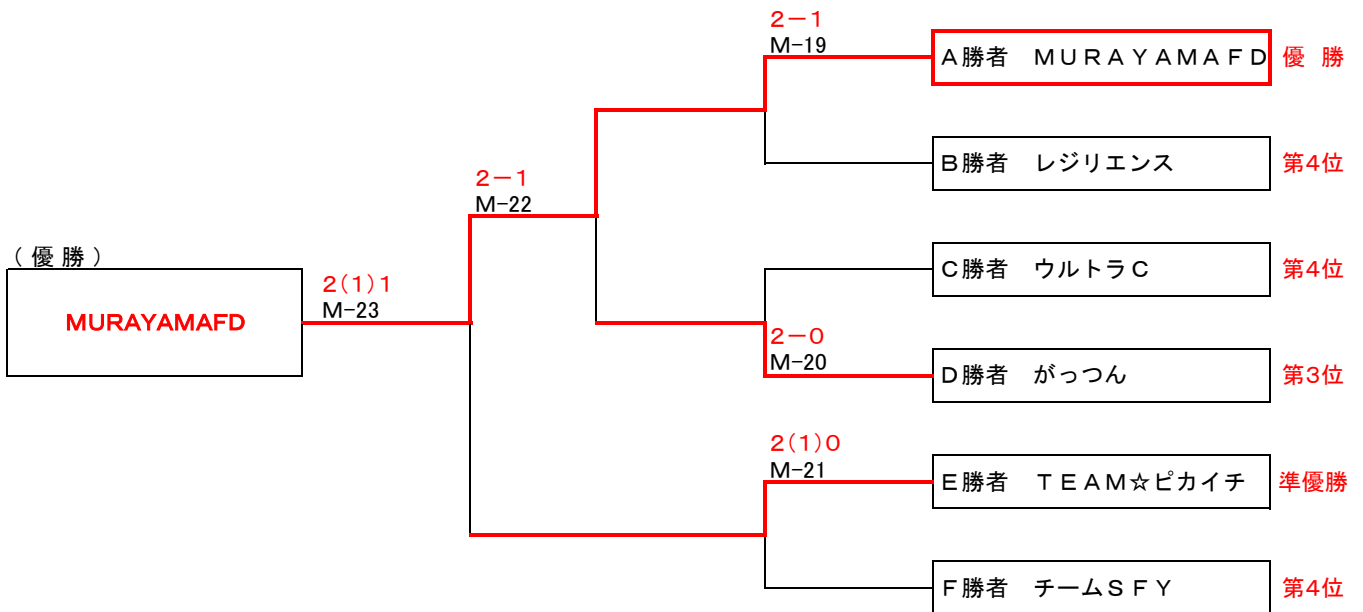 2－1
M-19
A勝者　ＭＵＲＡＹＡＭＡＦＤ　優 勝
B勝者　レジリエンス　第4位
2－1
M-22
C勝者　ウルトラＣ　第4位
(優勝)
MURAYAMAFD
2(1)1
M-23
2－0
M-20
D勝者　がっつん　第3位
2(1)0
M-21
E勝者　ＴＥＡＭ☆ピカイチ　準優勝
F勝者　チームＳＦＹ　第4位